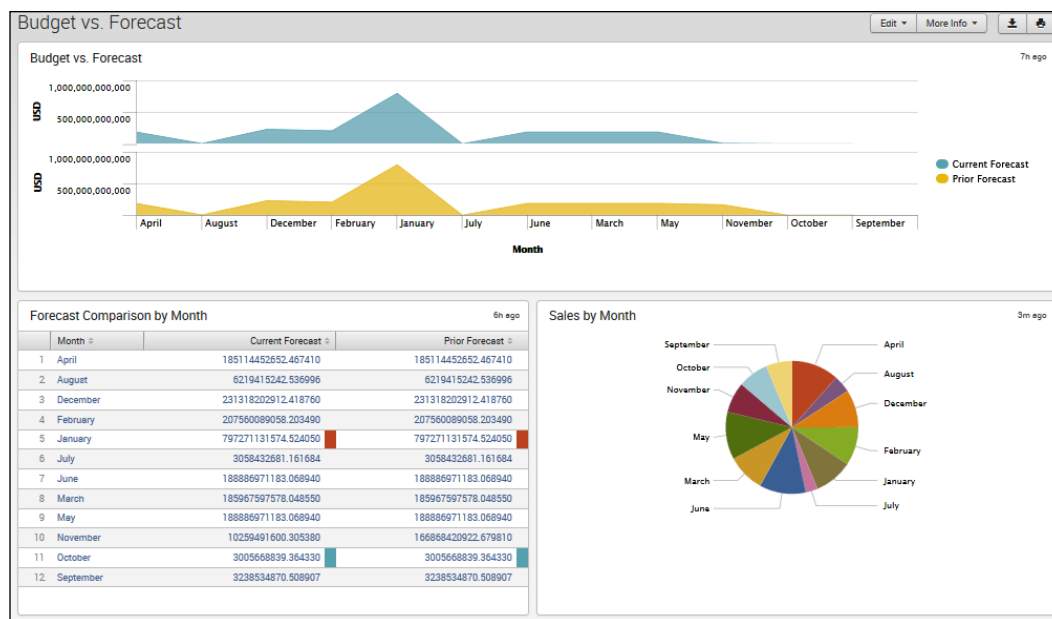 Budget vs. Forecast
Edit More Info
Budget vs. Forecast 7h ago
1,000,000,000,000
USD
500,000,000,000
1,000,000,000,000
USD
500,000,000,000
Current Forecast
Prior Forecast
April August December February January July June March May November October September
Month
Forecast Comparison by Month 6h ago
Month Current Forecast Prior Forecast
1 April 185114452652.467410 185114452652.467410
2 August 6219415242.536996 6219415242.536996
3 December 231318202912.418760 231318202912.418760
4 February 207560089058.203490 207560089058.203490
5 January 797271131574.524050 797271131574.524050
6 July 3058432681.161684 3058432681.161684
7 June 188886971183.068940 188886971183.068940
8 March 185967597578.048550 185967597578.048550
9 May 188886971183.068940 188886971183.068940
10 November 10259491600.305380 166868420922.679810
11 October 3005668839.364330 3005668839.364330
12 September 3238534870.508907 3238534870.508907
Sales by Month 3m ago
September April
October August
November December
May February
March January
June July